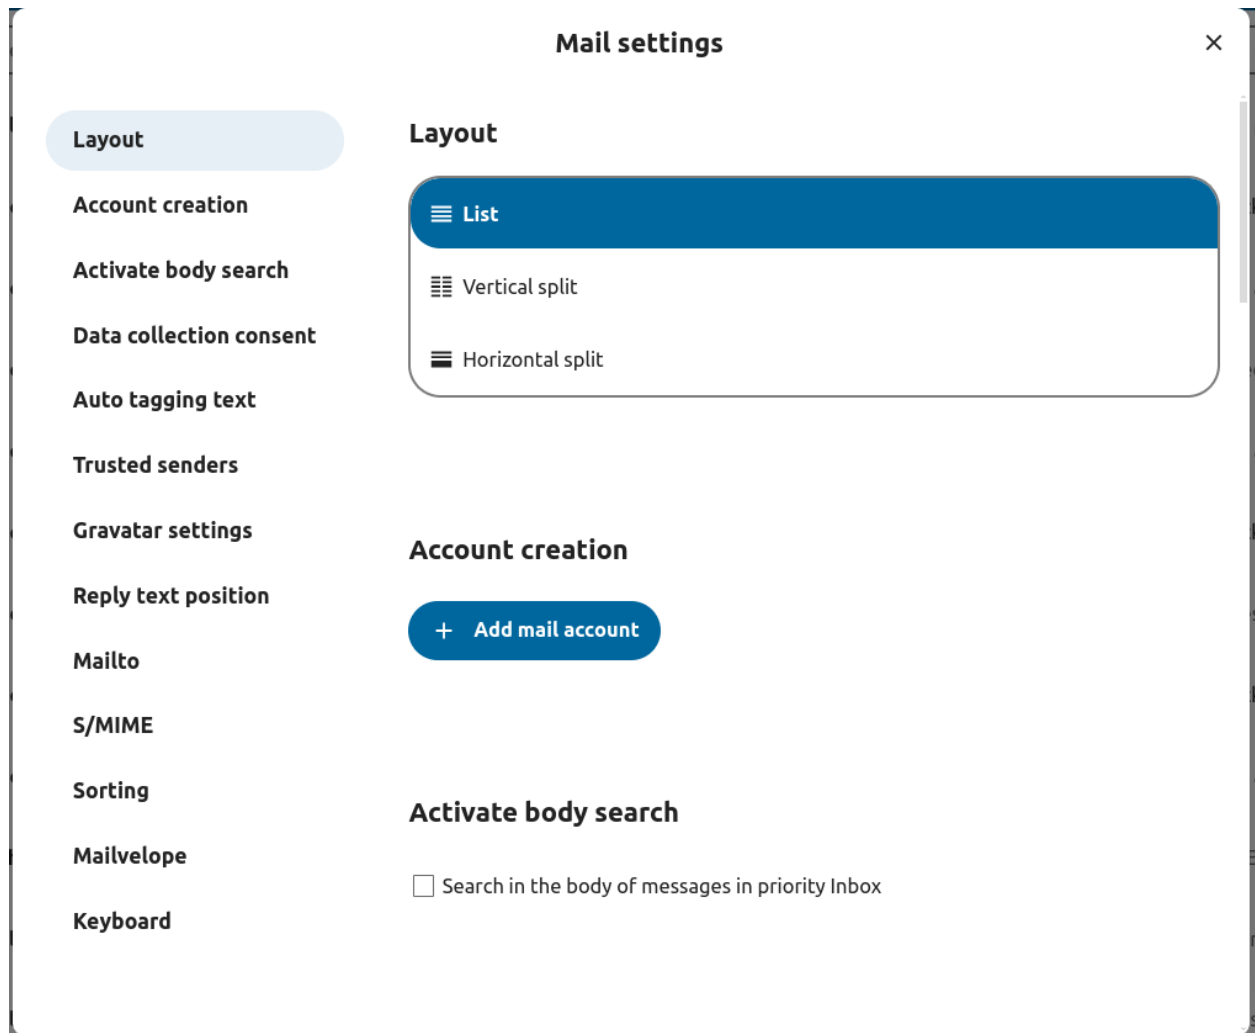 Mail settings
Layout
Account creation
Activate body search
Data collection consent
Auto tagging text
Trusted senders
Gravatar settings
Reply text position
Mailto
S/MIME
Sorting
Mailvelope
Keyboard
Layout
List
Vertical split
Horizontal split
Account creation
+ Add mail account
Activate body search
Search in the body of messages in priority Inbox